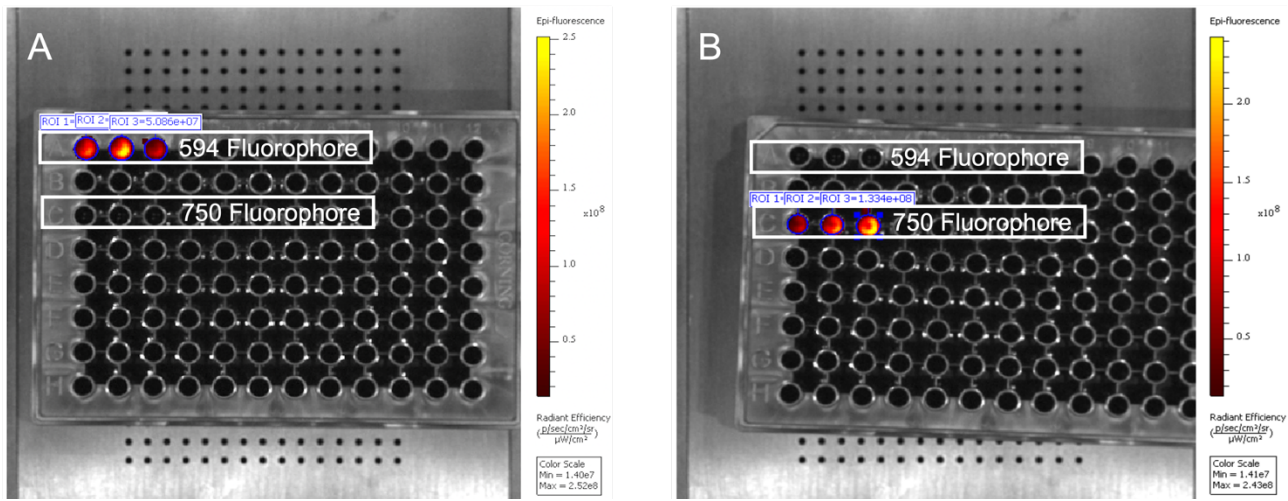 A
ROI 1=
ROI 2=
ROI 3=5.086e+07
594 Fluorophore
750 Fluorophore
B
C
D
E
F
G
H
CORNING
Epi-fluorescence
2.5
2.0
1.5
x10⁸
1.0
0.5
Radiant Efficiency
(p/sec/cm²/sr
µW/cm²)
Color Scale
Min = 1.40e7
Max = 2.52e8
B
594 Fluorophore
ROI 1=
ROI 2=
ROI 3=1.334e+08
750 Fluorophore
C
D
E
F
G
H
Epi-fluorescence
2.0
1.5
x10⁸
1.0
0.5
Radiant Efficiency
(p/sec/cm²/sr
µW/cm²)
Color Scale
Min = 1.41e7
Max = 2.43e8